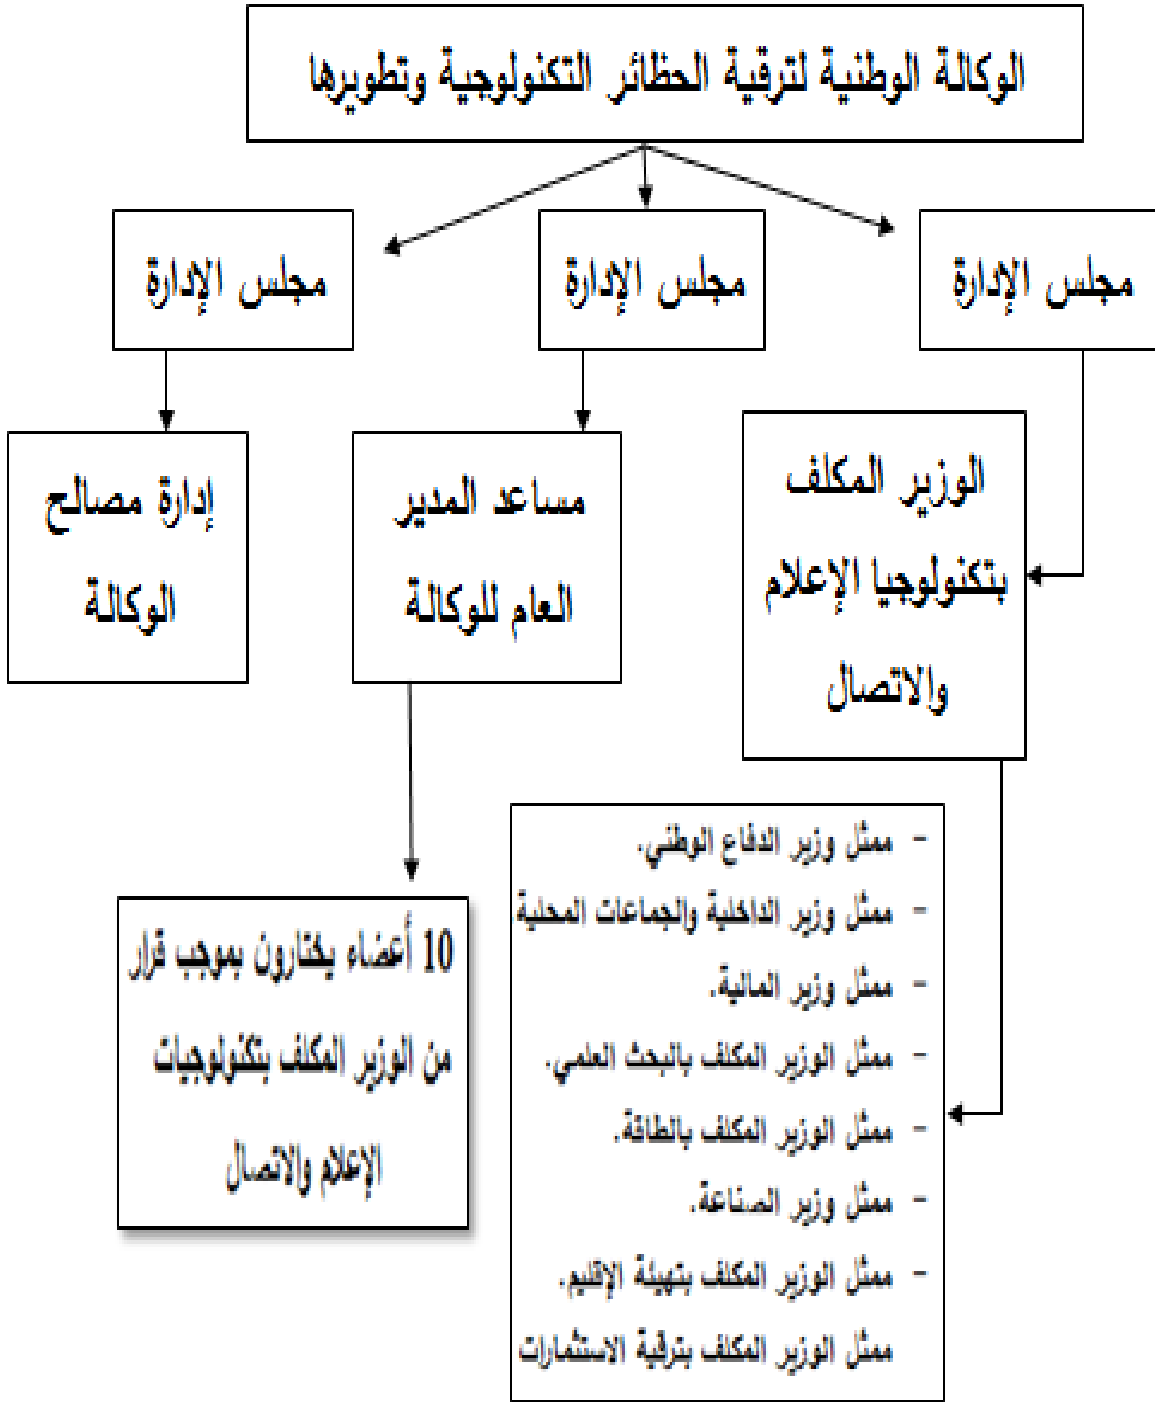 الوكالة الوطنية لترقية الحظائر التكنولوجية وتطويرها
مجلس الإدارة
مجلس الإدارة
مجلس الإدارة
الوزير المكلف
بتكنولوجيا الإعلام
والاتصال
مساعد المدير
العام للوكالة
إدارة مصالح
الوكالة
- ممثل وزير الدفاع الوطني.
- ممثل وزير الداخلية والجماعات المحلية
- ممثل وزير المالية.
- ممثل الوزير المكلف بالبحث العلمي.
- ممثل الوزير المكلف بالطاقة.
- ممثل وزير الصناعة.
- ممثل الوزير المكلف بتهيئة الإقليم.
ممثل الوزير المكلف بترقية الاستثمارات
10 أعضاء يختارون بموجب قرار
من الوزير المكلف بتكنولوجيات
الإعلام والاتصال